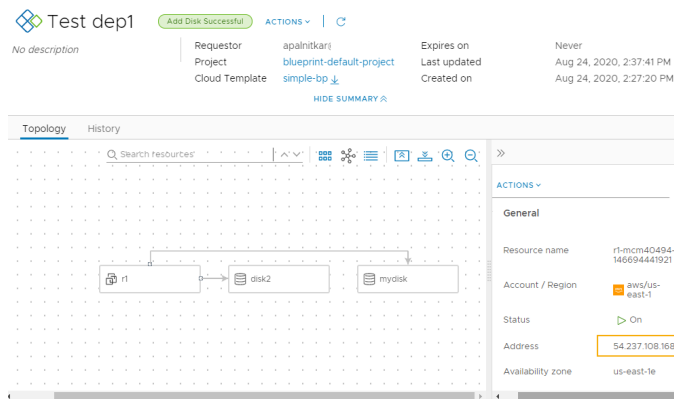 Test dep1
Add Disk Successful
ACTIONS
No description
Requestor apalnitkar
Expires on Never
Project blueprint-default-project
Last updated Aug 24, 2020, 2:37:41 PM
Cloud Template simple-bp
Created on Aug 24, 2020, 2:27:20 PM
HIDE SUMMARY
Topology History
Search resources
ACTIONS
General
Resource name r1-mcm40494-
146694441921
Account / Region aws/us-
east-1
Status On
Address 54.237.108.168
Availability zone us-east-1e
r1
disk2
mydisk